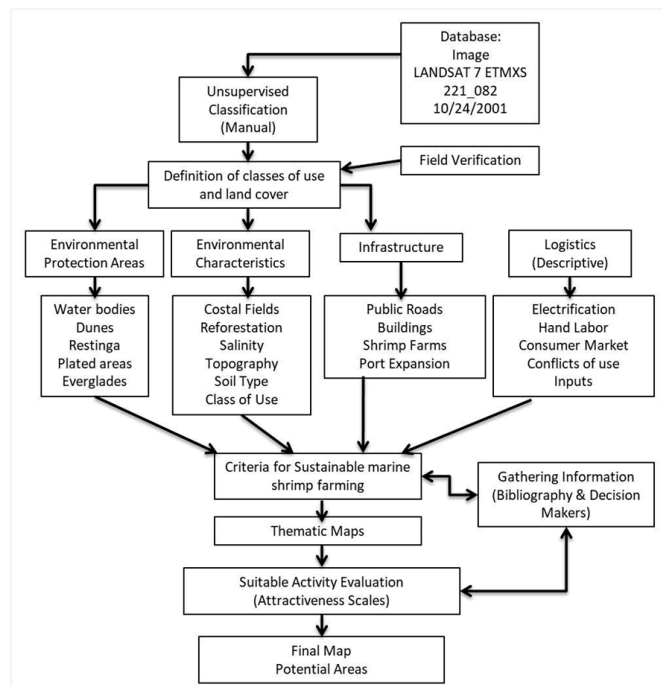 Database:
Image
LANDSAT 7 ETMXS
221_082
10/24/2001
Unsupervised
Classification
(Manual)
Field Verification
Definition of classes of use
and land cover
Environmental
Protection Areas
Environmental
Characteristics
Infrastructure
Logistics
(Descriptive)
Water bodies
Dunes
Restinga
Plated areas
Everglades
Costal Fields
Reforestation
Salinity
Topography
Soil Type
Class of Use
Public Roads
Buildings
Shrimp Farms
Port Expansion
Electrification
Hand Labor
Consumer Market
Conflicts of use
Inputs
Criteria for Sustainable marine
shrimp farming
Gathering Information
(Bibliography & Decision
Makers)
Thematic Maps
Suitable Activity Evaluation
(Attractiveness Scales)
Final Map
Potential Areas